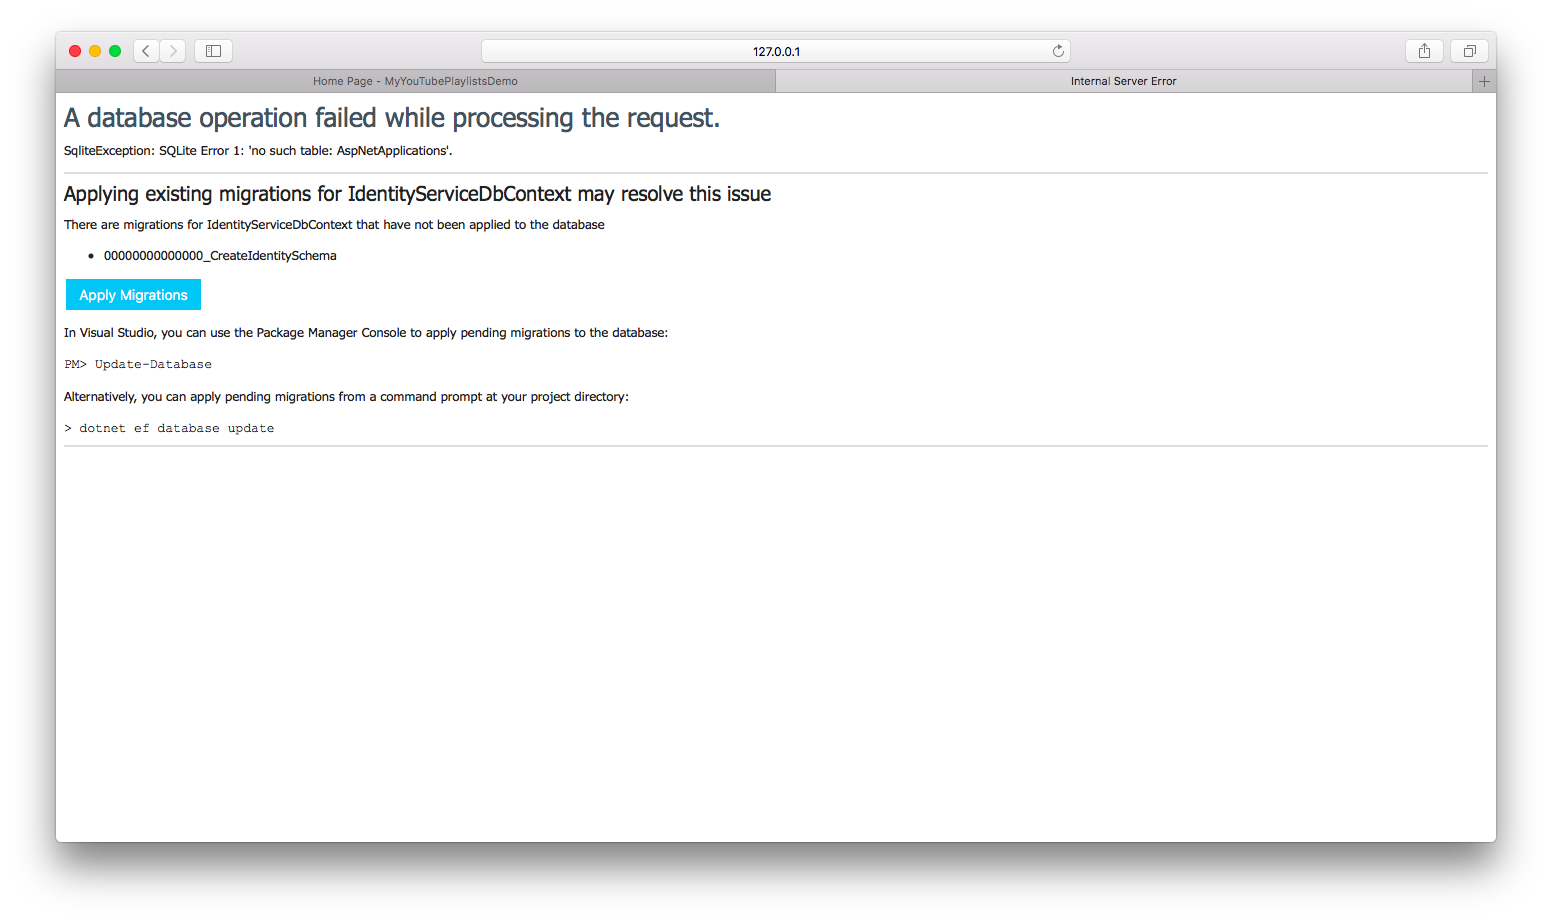 127.0.0.1
Home Page - MyYouTubePlaylistsDemo
Internal Server Error
A database operation failed while processing the request.
SqliteException: SQLite Error 1: 'no such table: AspNetApplications'.
Applying existing migrations for IdentityServiceDbContext may resolve this issue
There are migrations for IdentityServiceDbContext that have not been applied to the database
• 00000000000000_CreateIdentitySchema
Apply Migrations
In Visual Studio, you can use the Package Manager Console to apply pending migrations to the database:
PM> Update-Database
Alternatively, you can apply pending migrations from a command prompt at your project directory:
> dotnet ef database update